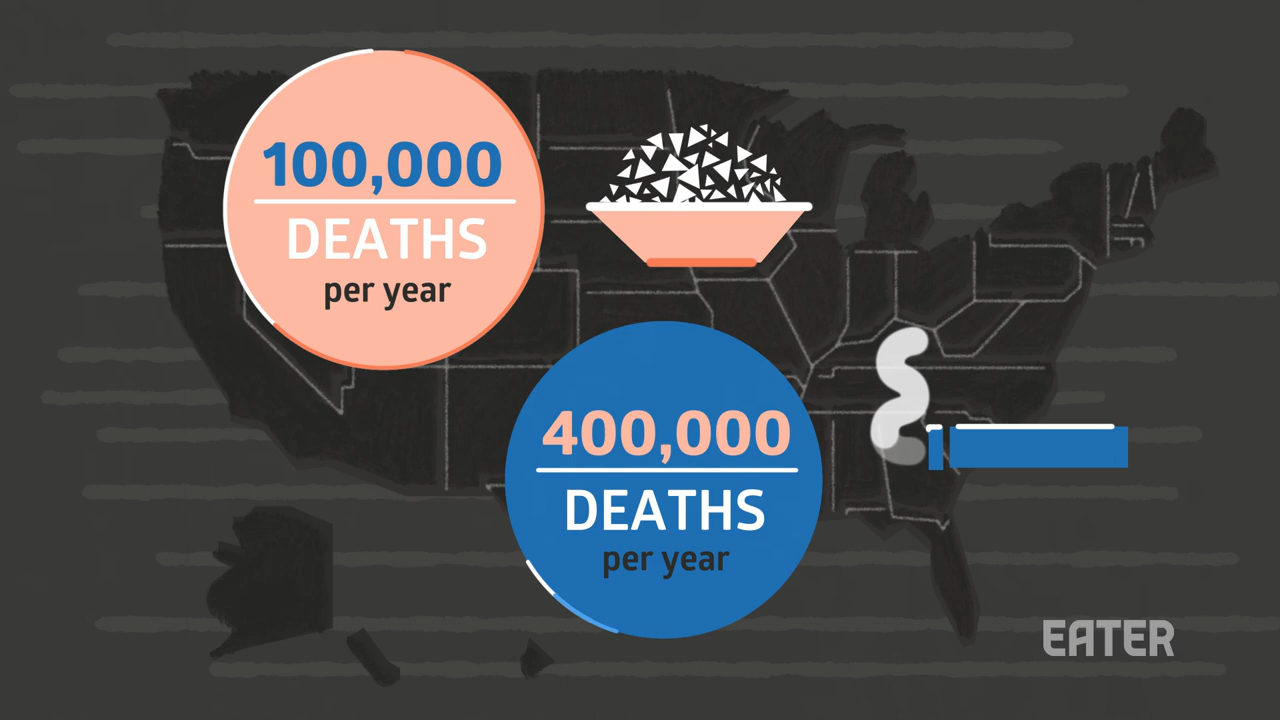 100,000
DEATHS
per year
400,000
DEATHS
per year
EATER